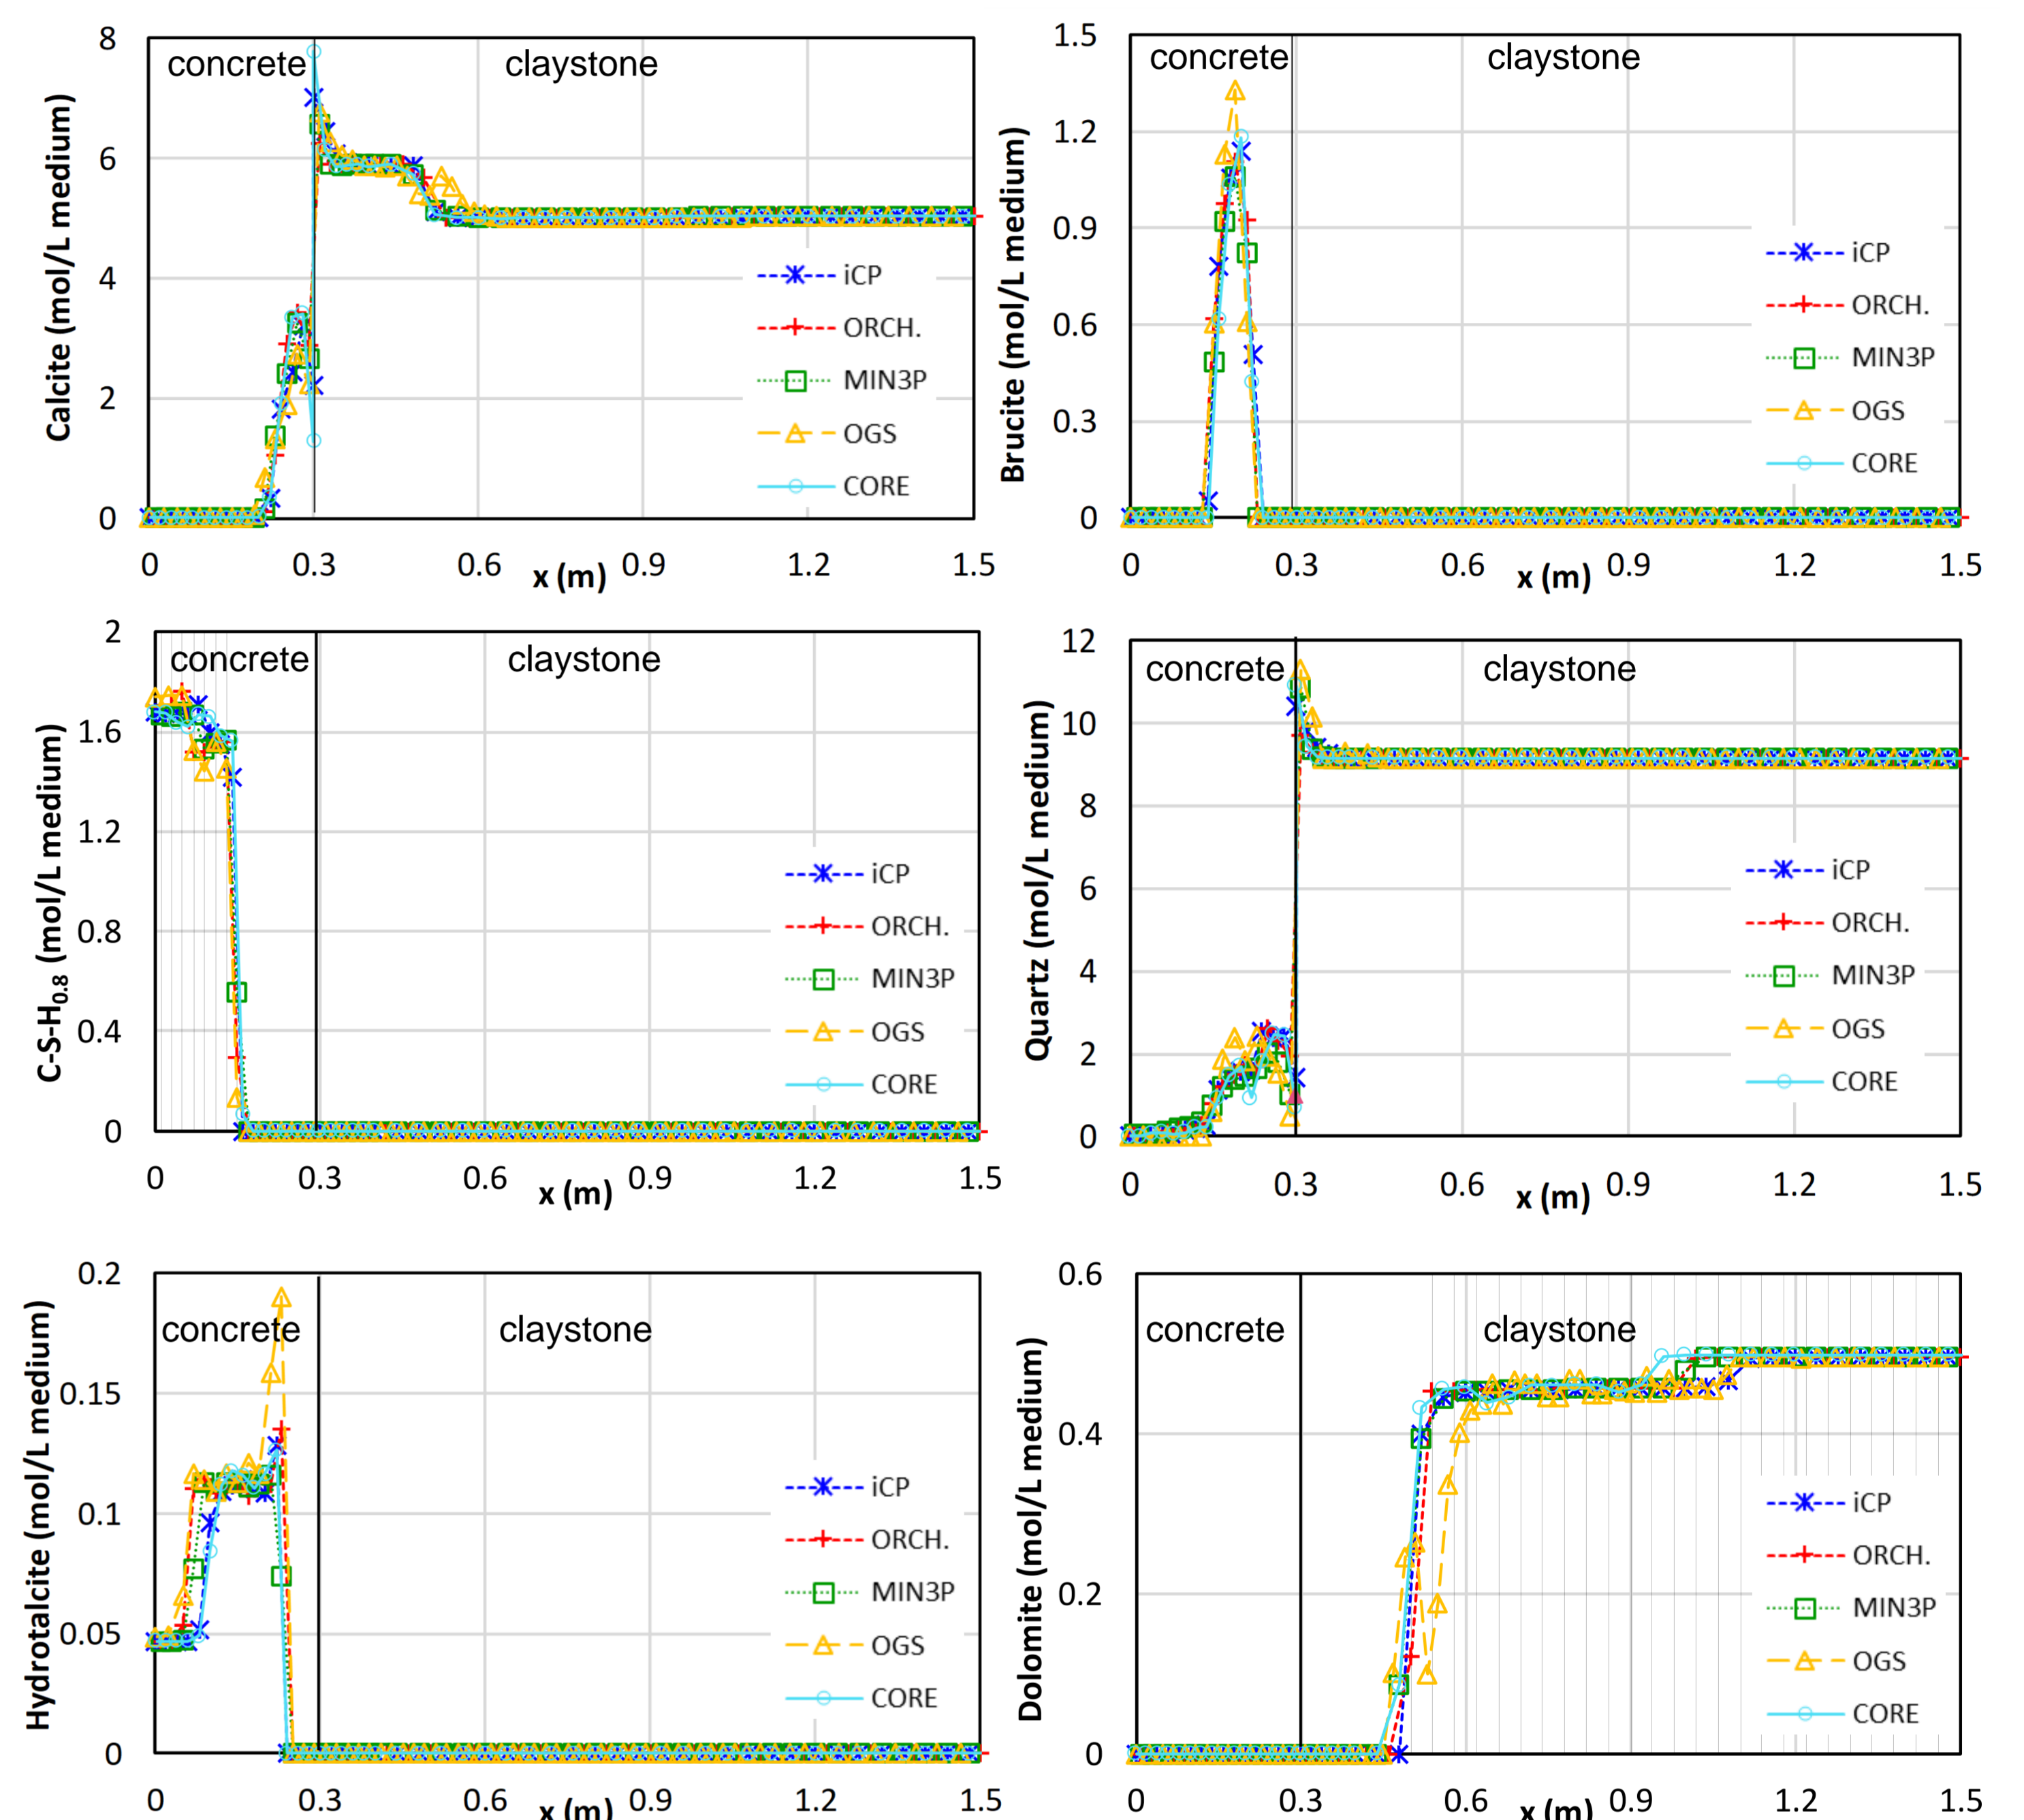 Calcite (mol/L medium)
8
6
4
2
0
concrete
claystone
iCP
ORCH.
MIN3P
OGS
CORE
0
0.3
0.6
0.9
1.2
1.5
x (m)
Brucite (mol/L medium)
1.5
1.2
0.9
0.6
0.3
0
concrete
claystone
iCP
ORCH.
MIN3P
OGS
CORE
0
0.3
0.6
0.9
1.2
1.5
x (m)
C-S-H0.8 (mol/L medium)
2
1.6
1.2
0.8
0.4
0
concrete
claystone
iCP
ORCH.
MIN3P
OGS
CORE
0
0.3
0.6
0.9
1.2
1.5
x (m)
Quartz (mol/L medium)
12
10
8
6
4
2
0
concrete
claystone
iCP
ORCH.
MIN3P
OGS
CORE
0
0.3
0.6
0.9
1.2
1.5
x (m)
Hydrotalcite (mol/L medium)
0.2
0.15
0.1
0.05
0
concrete
claystone
iCP
ORCH.
MIN3P
OGS
CORE
0
0.3
0.6
0.9
1.2
1.5
x (m)
Dolomite (mol/L medium)
0.6
0.4
0.2
0
concrete
claystone
iCP
ORCH.
MIN3P
OGS
CORE
0
0.3
0.6
0.9
1.2
1.5
x (m)